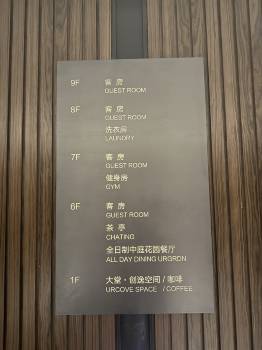 9F 客 房
GUEST ROOM
8F 客 房
GUEST ROOM
洗衣房
LAUNDRY
7F 客 房
GUEST ROOM
健身房
GYM
6F 客 房
GUEST ROOM
茶 亭
CHATING
全日制中庭花园餐厅
ALL DAY DINING URGRDN
1F 大堂·创逸空间 / 咖啡
URCOVE SPACE / COFFEE